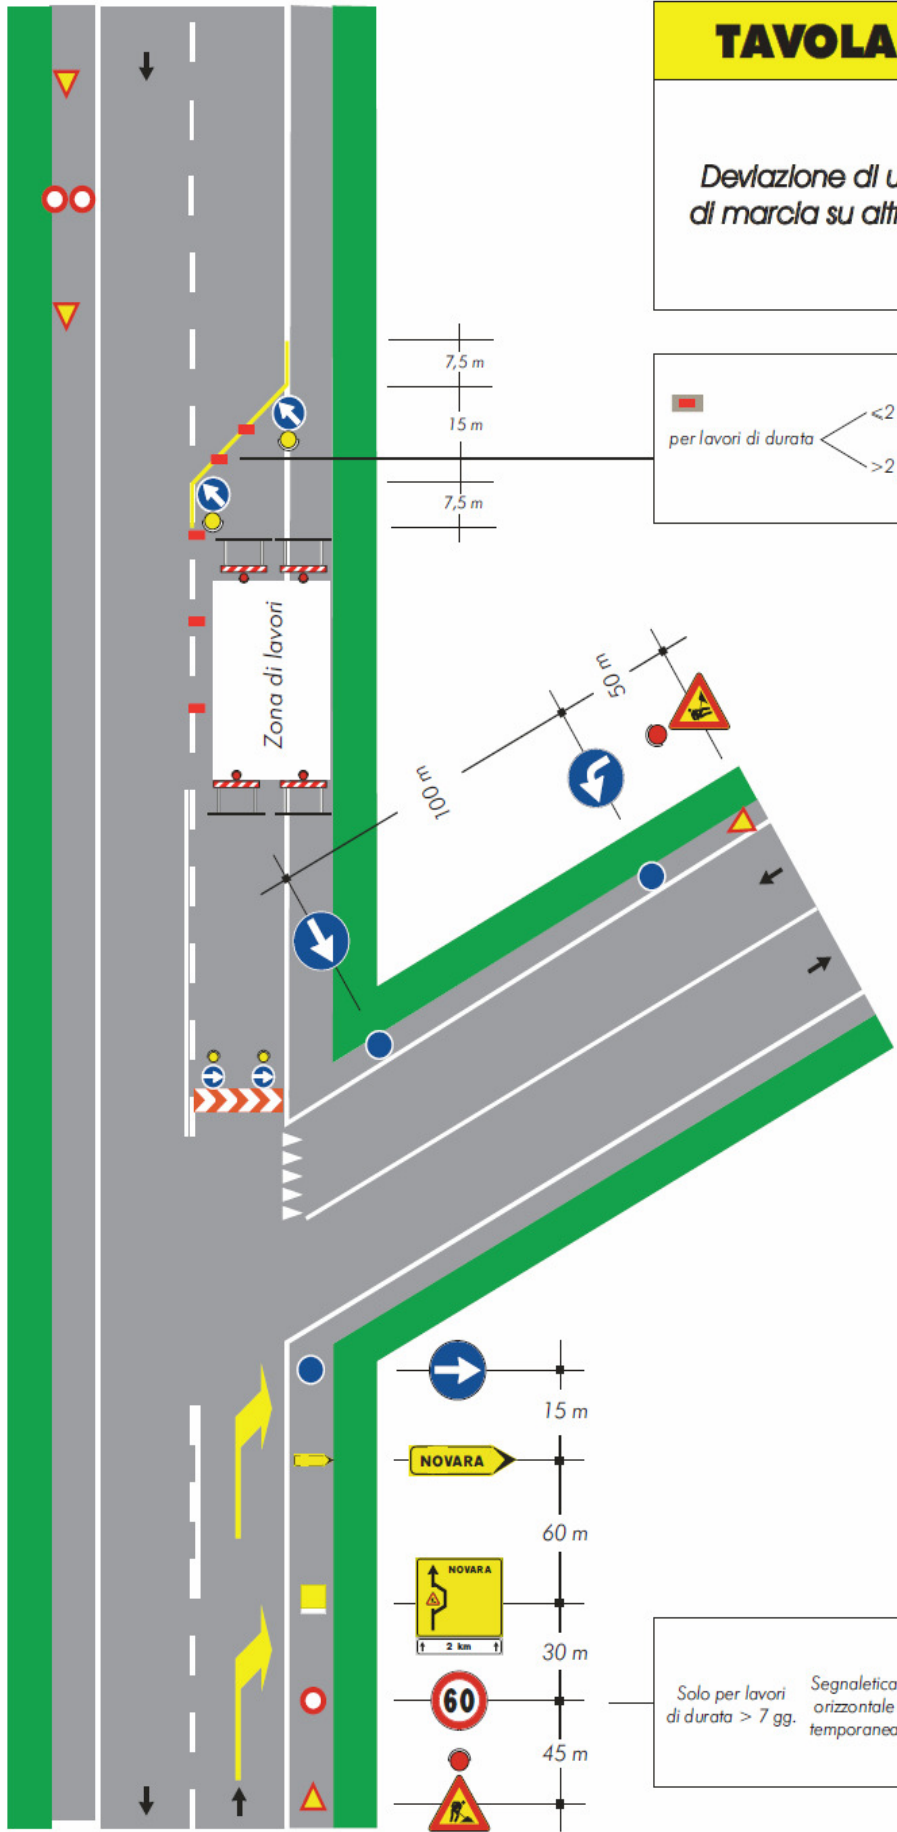 TAVOLA
Deviazione di u
di marcia su alt
7,5 m
15 m
7,5 m
per lavori di durata
<2
>2
Zona di lavori
50 m
100 m
15 m
NOVARA
60 m
NOVARA
2 km
30 m
60
45 m
Solo per lavori
di durata > 7 gg.
Segnaletica
orizzontale
temporanea